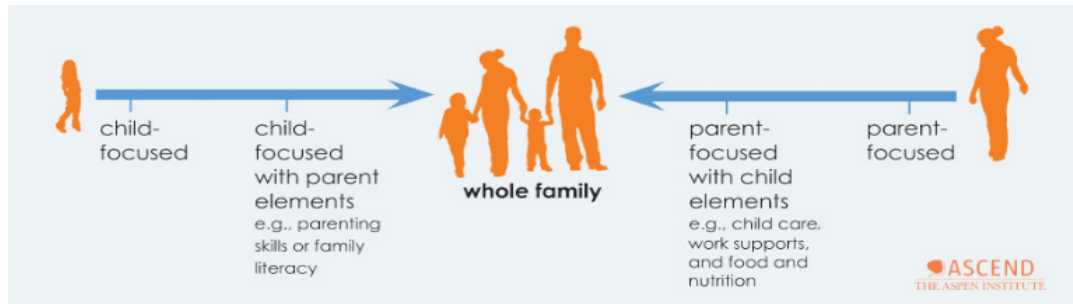 child-
focused
child-
focused
with parent
elements
e.g., parenting
skills or family
literacy
whole family
parent-
focused
with child
elements
e.g., child care,
work supports,
and food and
nutrition
parent-
focused
ASCEND
THE ASPEN INSTITUTE